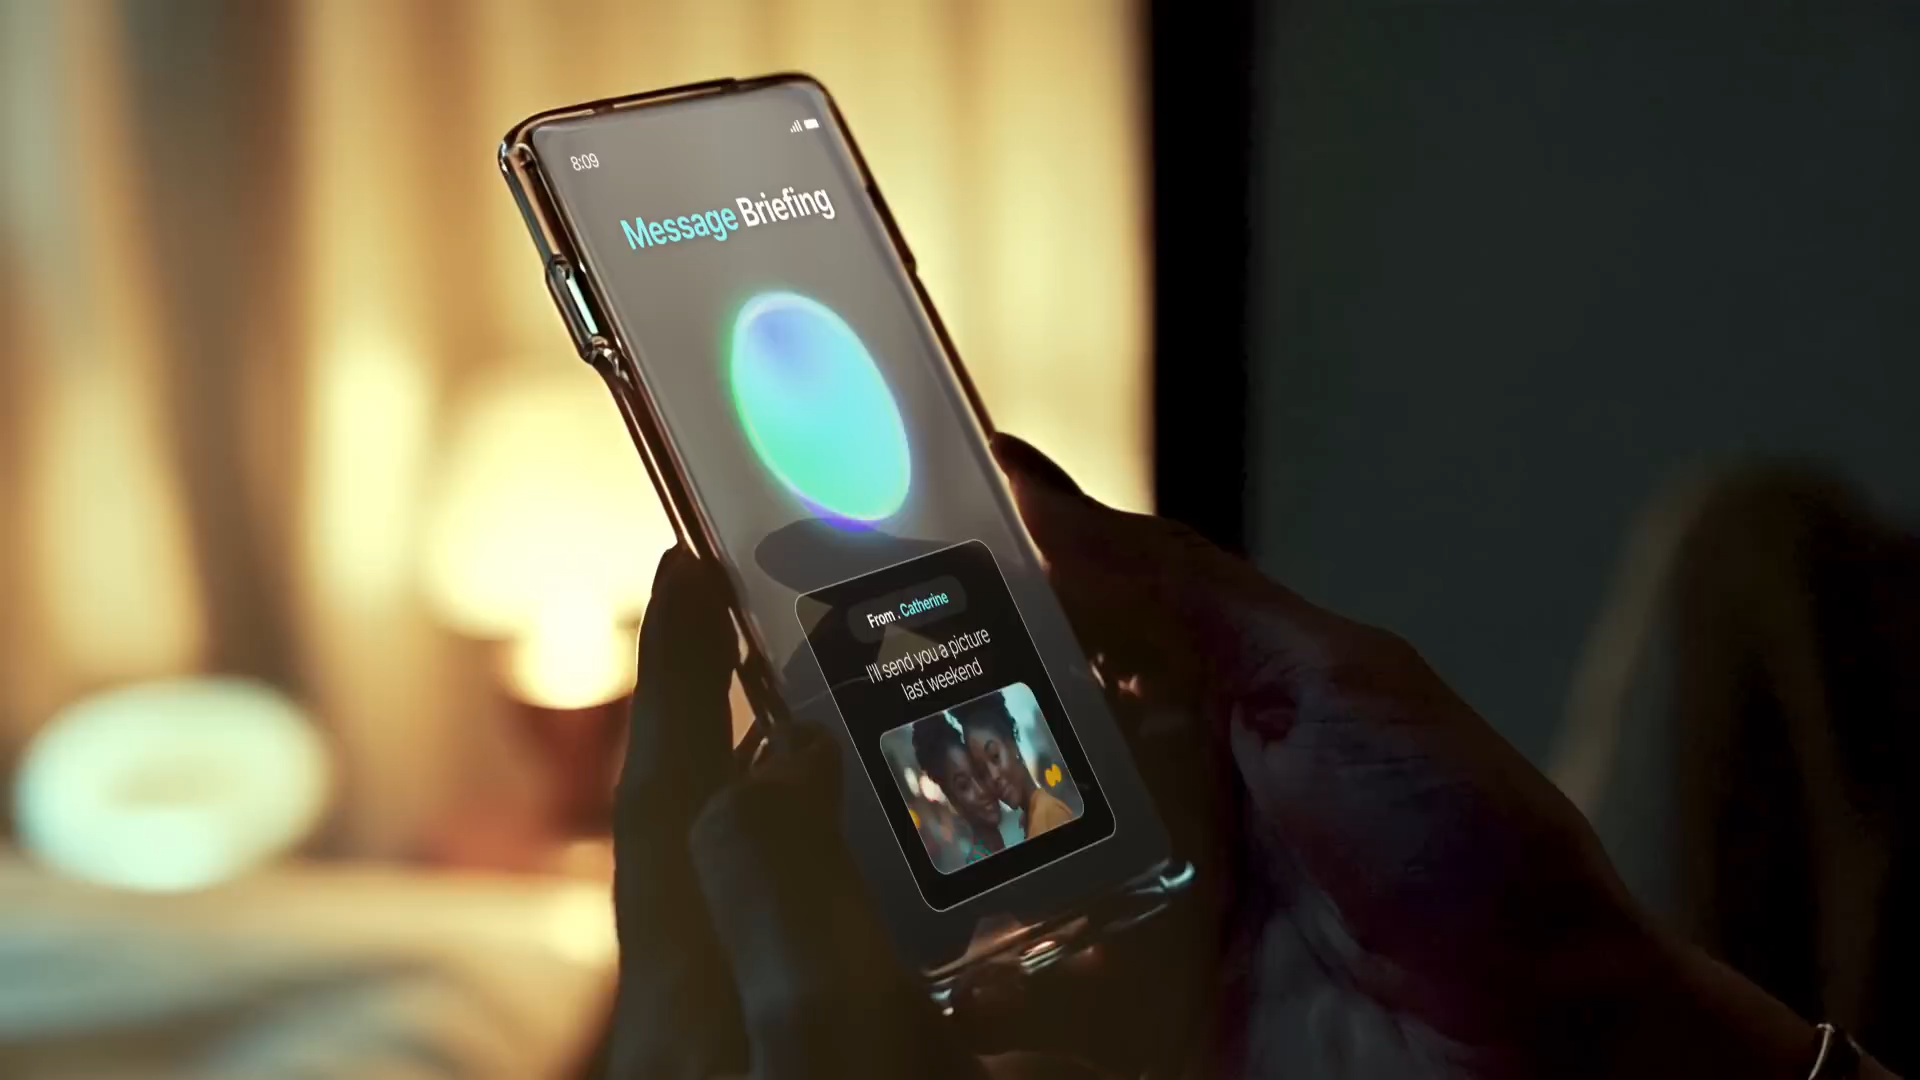 8:09
Message Briefing
From . Catherine
I'll send you a picture
last weekend